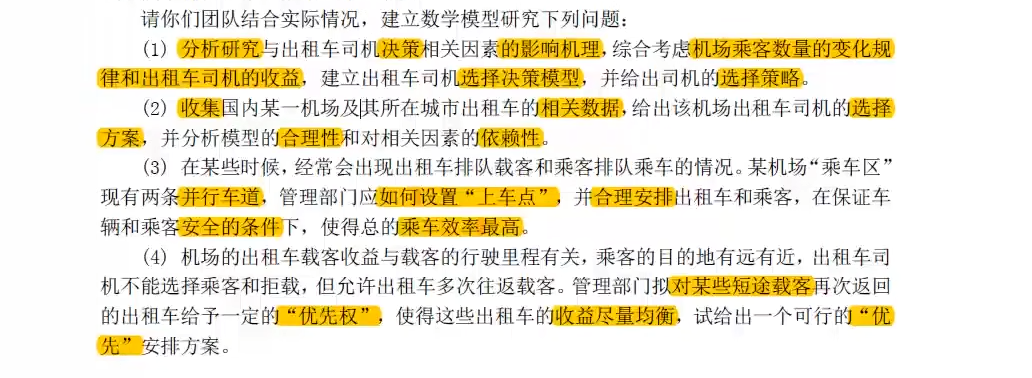 请你们团队结合实际情况，建立数学模型研究下列问题：
(1) 分析研究与出租车司机决策相关因素的影响机理，综合考虑机场乘客数量的变化规
律和出租车司机的收益，建立出租车司机选择决策模型，并给出司机的选择策略。
(2) 收集国内某一机场及其所在城市出租车的相关数据，给出该机场出租车司机的选择
方案，并分析模型的合理性和对相关因素的依赖性。
(3) 在某些时候，经常会出现出租车排队载客和乘客排队乘车的情况。某机场“乘车区”
现有两条并行车道，管理部门应如何设置“上车点”，并合理安排出租车和乘客，在保证车
辆和乘客安全的条件下，使得总的乘车效率最高。
(4) 机场的出租车载客收益与载客的行驶里程有关，乘客的目的地有远有近，出租车司
机不能选择乘客和拒载，但允许出租车多次往返载客。管理部门拟对某些短途载客再次返回
的出租车给予一定的“优先权”，使得这些出租车的收益尽量均衡，试给出一个可行的“优
先”安排方案。